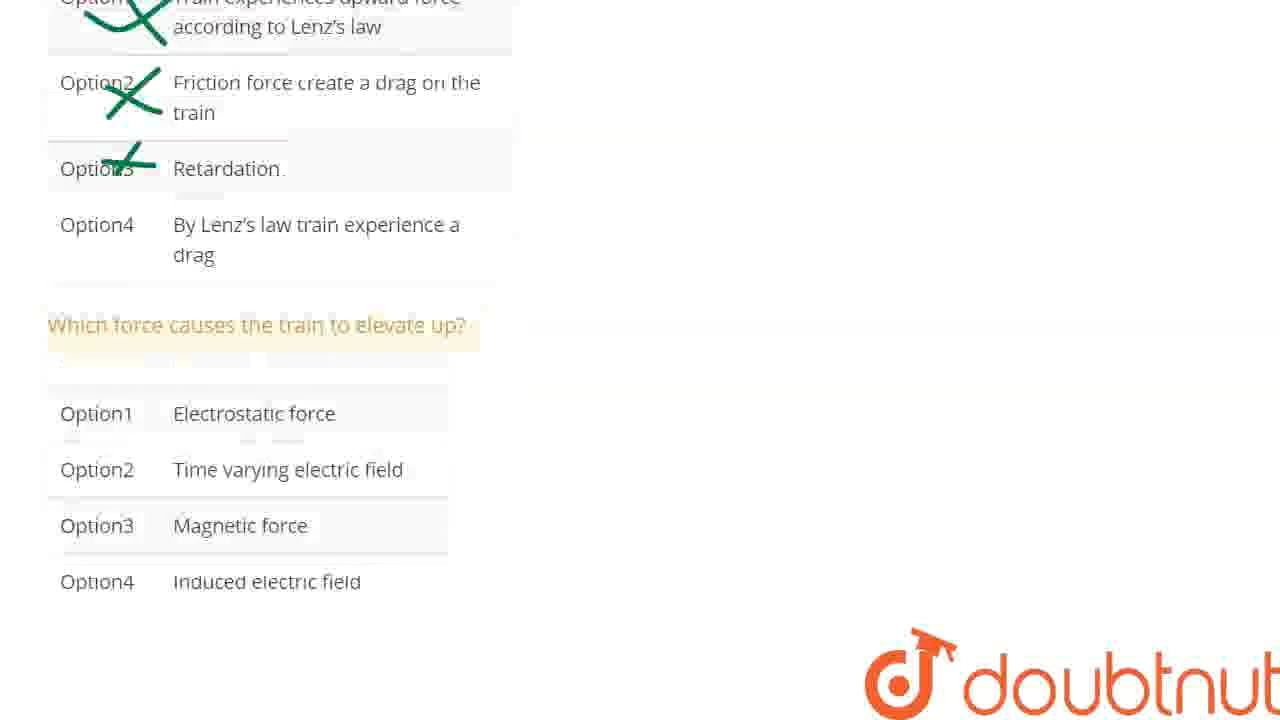 Option1 Train experiences upward force
according to Lenz's law
Option2 Friction force create a drag on the
train
Option3 Retardation.
Option4 By Lenz's law train experience a
drag
Which force causes the train to elevate up?
Option1 Electrostatic force
Option2 Time varying electric field
Option3 Magnetic force
Option4 Induced electric field
doubtnut